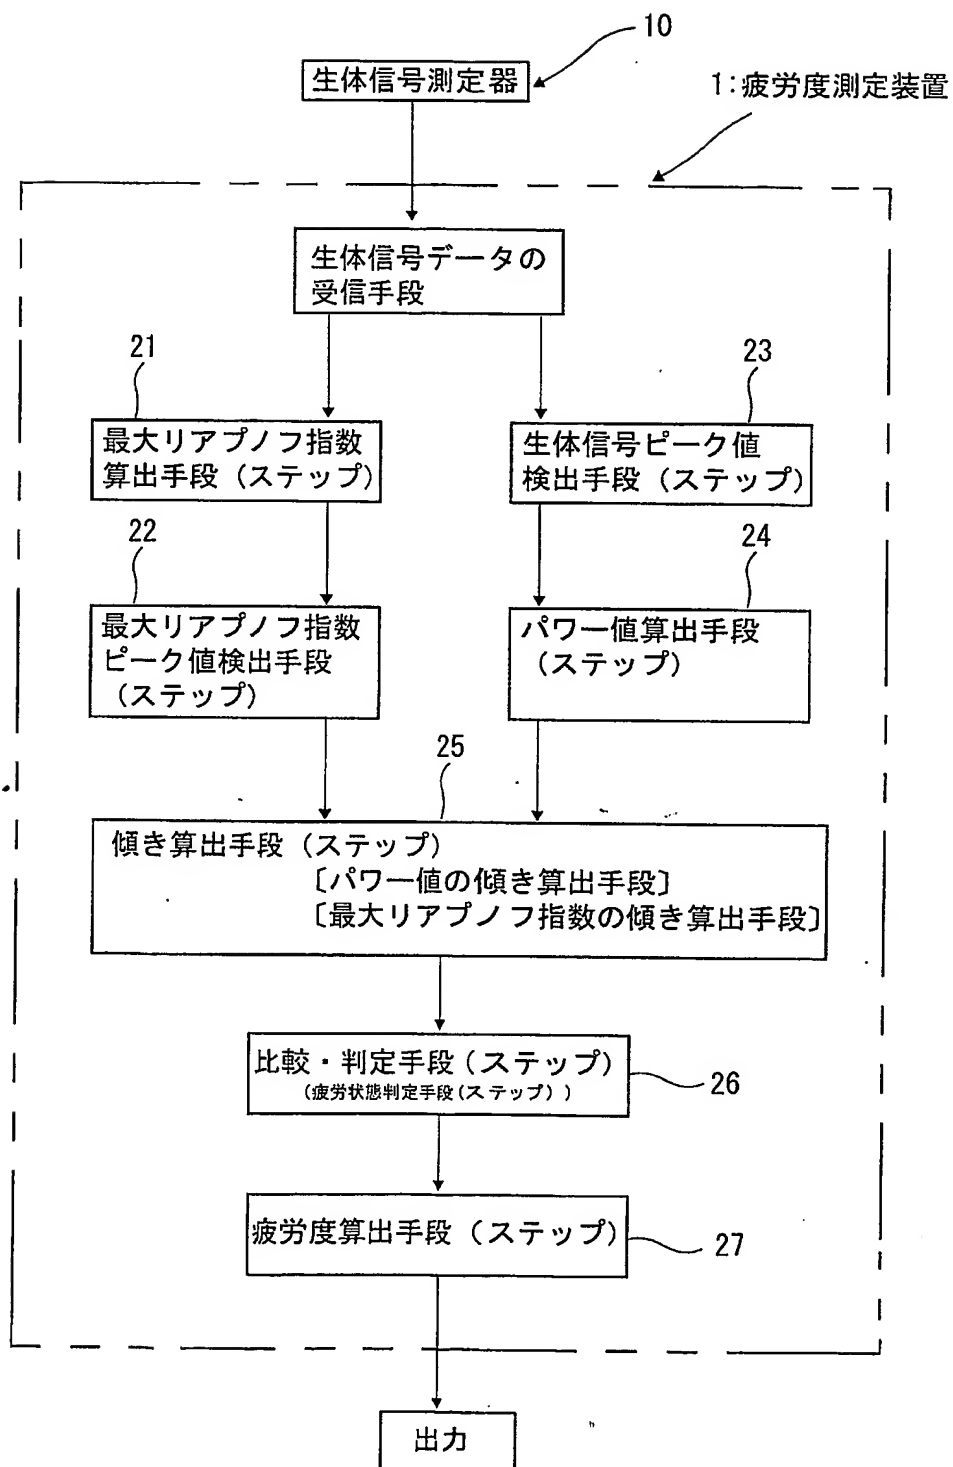 10
生体信号測定器
1:疲労度測定装置
生体信号データの
受信手段
21
23
最大リアプノフ指数
算出手段(ステップ)
生体信号ピーク値
検出手段(ステップ)
22
24
最大リアプノフ指数
ピーク値検出手段
(ステップ)
パワー値算出手段
(ステップ)
25
傾き算出手段(ステップ)
〔パワー値の傾き算出手段〕
〔最大リアプノフ指数の傾き算出手段〕
比較・判定手段(ステップ)
(疲労状態判定手段(ステップ))
26
疲労度算出手段(ステップ)
27
出力